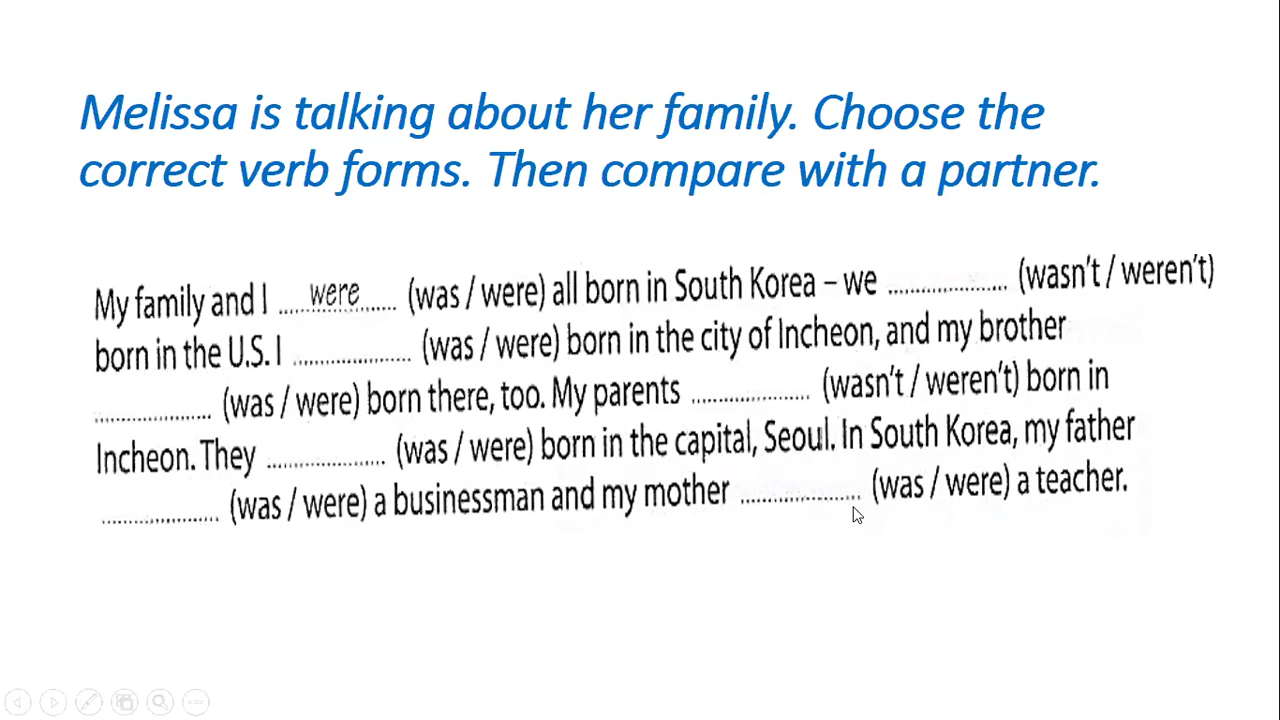 Melissa is talking about her family. Choose the
correct verb forms. Then compare with a partner.
My family and I ....were...... (was / were) all born in South Korea – we ..................... (wasn't / weren't)
born in the U.S. I ..................... (was / were) born in the city of Incheon, and my brother
..................... (was / were) born there, too. My parents ..................... (wasn't / weren't) born in
Incheon. They ..................... (was / were) born in the capital, Seoul. In South Korea, my father
..................... (was / were) a businessman and my mother ..................... (was / were) a teacher.